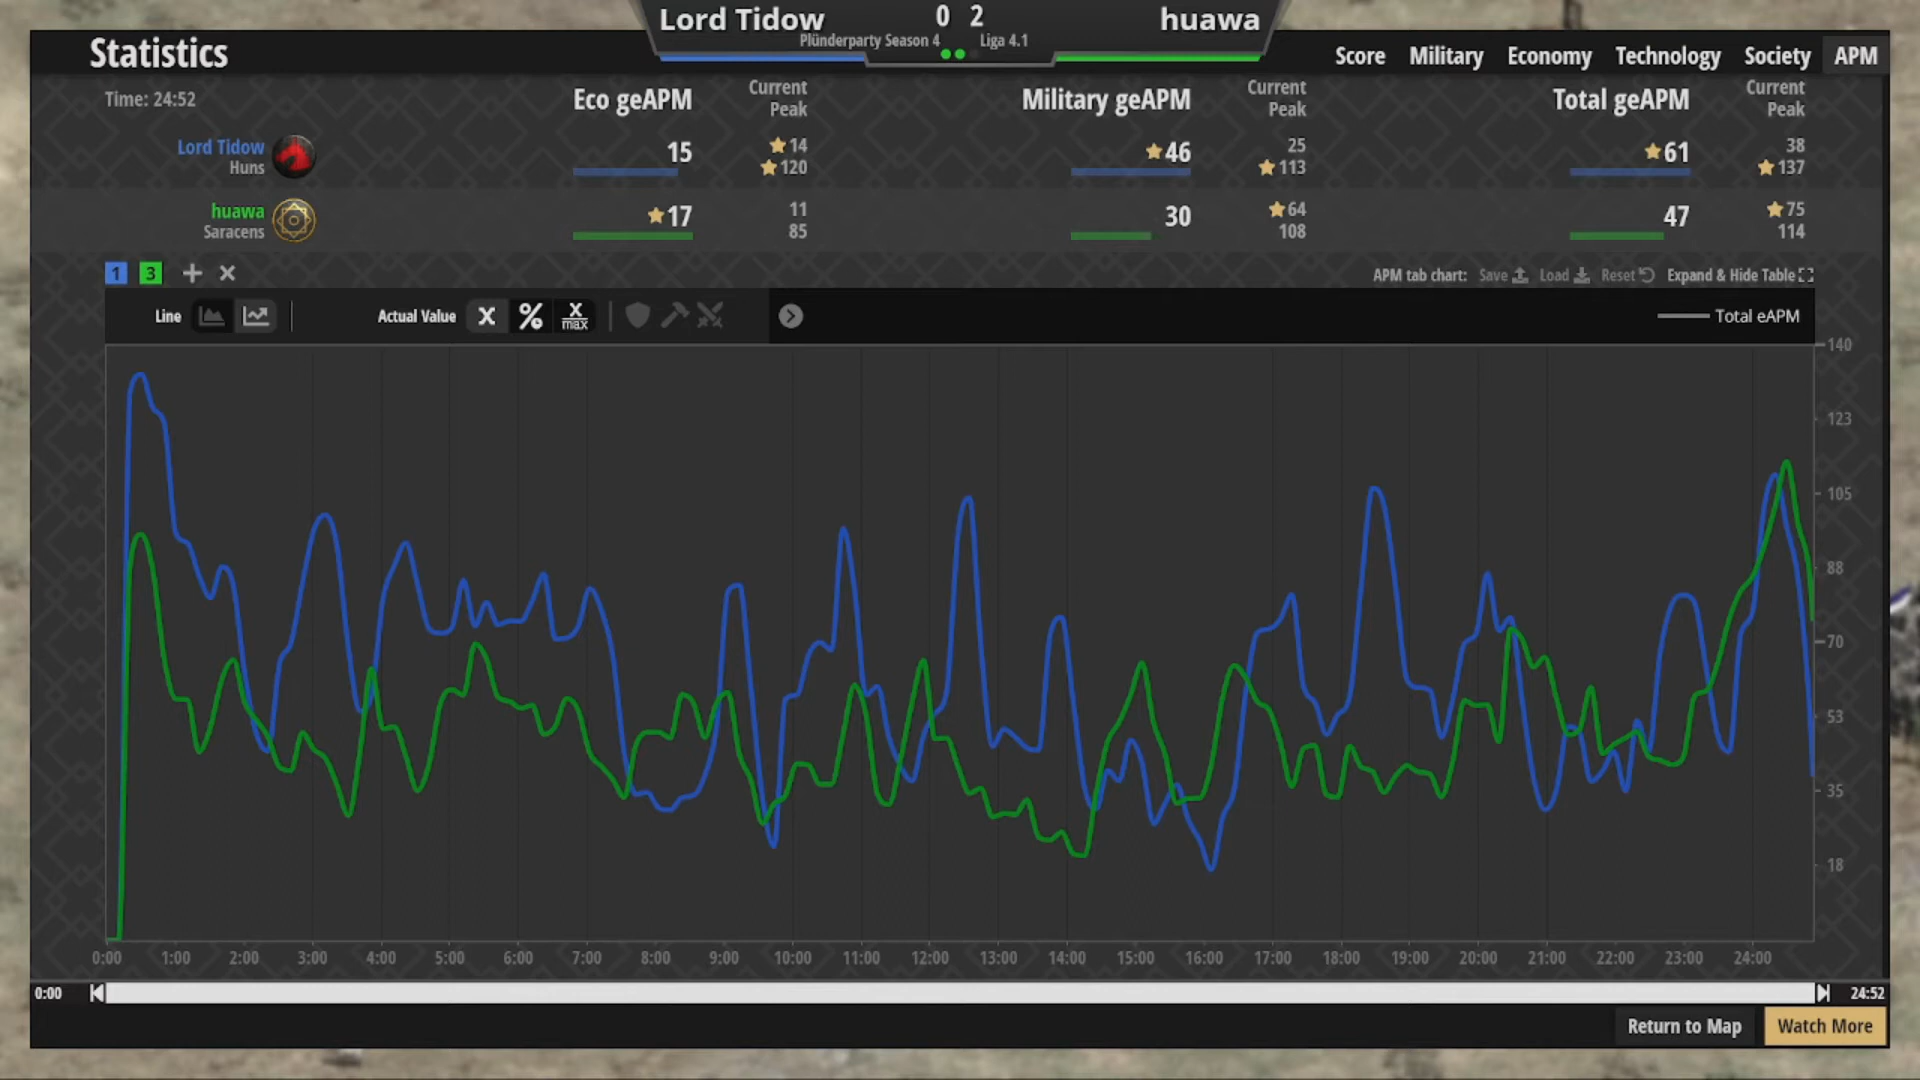 Lord Tidow 0 2 huawa
Plünderparty Season 4 Liga 4.1
Statistics
Score Military Economy Technology Society APM
Time: 24:52
Eco geAPM Current Peak Military geAPM Current Peak Total geAPM Current Peak
Lord Tidow 15 14 46 25 61 38
Huns 120 113 137
huawa 17 11 30 64 47 75
Saracens 85 108 114
1 3 + ×
APM tab chart: Save Load Reset Expand & Hide Table
Line Actual Value X % X max
Total eAPM
140
123
105
88
70
53
35
18
0:00 1:00 2:00 3:00 4:00 5:00 6:00 7:00 8:00 9:00 10:00 11:00 12:00 13:00 14:00 15:00 16:00 17:00 18:00 19:00 20:00 21:00 22:00 23:00 24:00
0:00 24:52
Return to Map Watch More